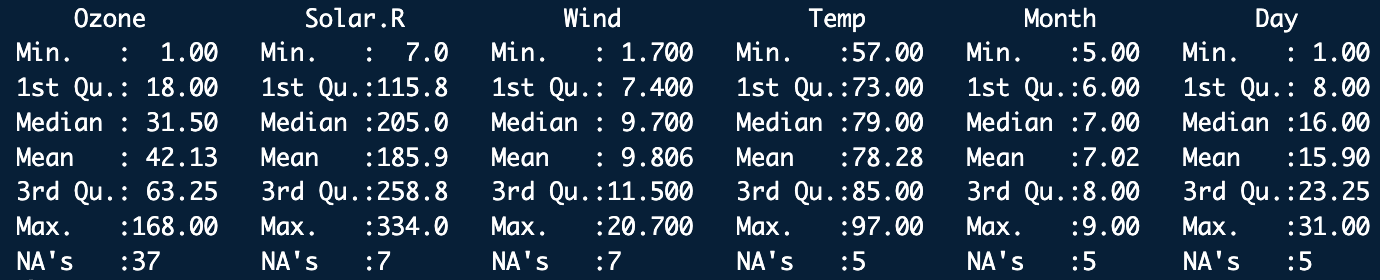 Ozone           Solar.R           Wind             Temp           Month            Day       
 Min.   :  1.00   Min.   :  7.0   Min.   : 1.700   Min.   :57.00   Min.   :5.00   Min.   : 1.00  
 1st Qu.: 18.00   1st Qu.:115.8   1st Qu.: 7.400   1st Qu.:73.00   1st Qu.:6.00   1st Qu.: 8.00  
 Median : 31.50   Median :205.0   Median : 9.700   Median :79.00   Median :7.00   Median :16.00  
 Mean   : 42.13   Mean   :185.9   Mean   : 9.806   Mean   :78.28   Mean   :7.02   Mean   :15.90  
 3rd Qu.: 63.25   3rd Qu.:258.8   3rd Qu.:11.500   3rd Qu.:85.00   3rd Qu.:8.00   3rd Qu.:23.25  
 Max.   :168.00   Max.   :334.0   Max.   :20.700   Max.   :97.00   Max.   :9.00   Max.   :31.00  
 NA's   :37       NA's   :7       NA's   :7        NA's   :5       NA's   :5      NA's   :5